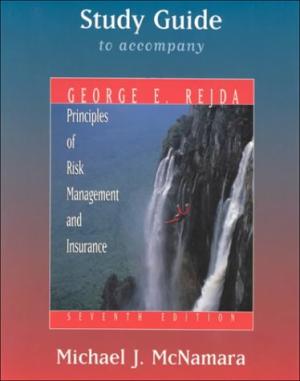 Study Guide
to accompany
GEORGE E. REJDA
Principles
of
Risk
Management
and
Insurance
SEVENTH EDITION
Michael J. McNamara